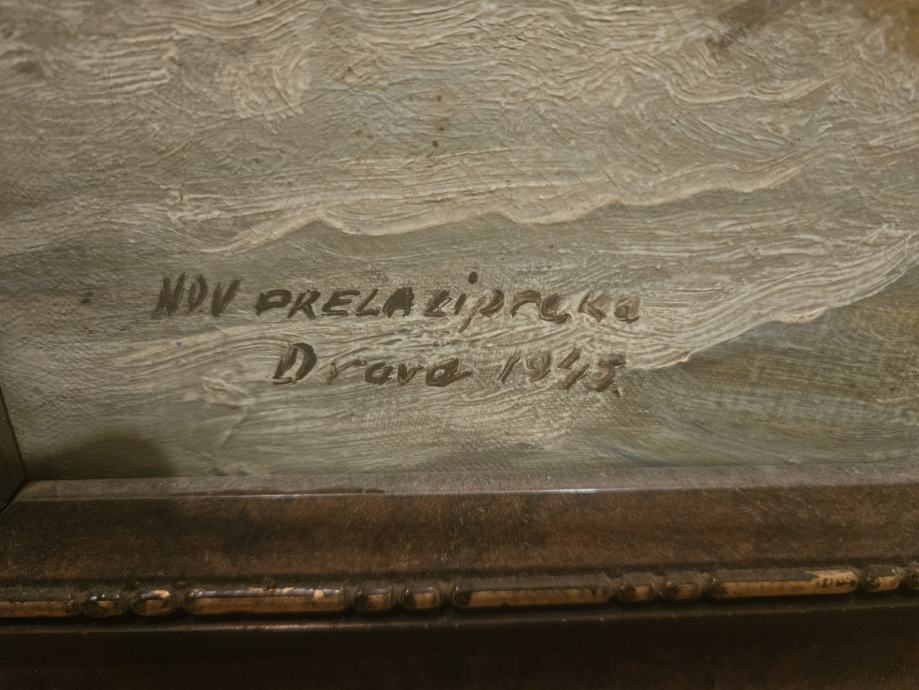 NOV PRELAzi preko
Drava 1945